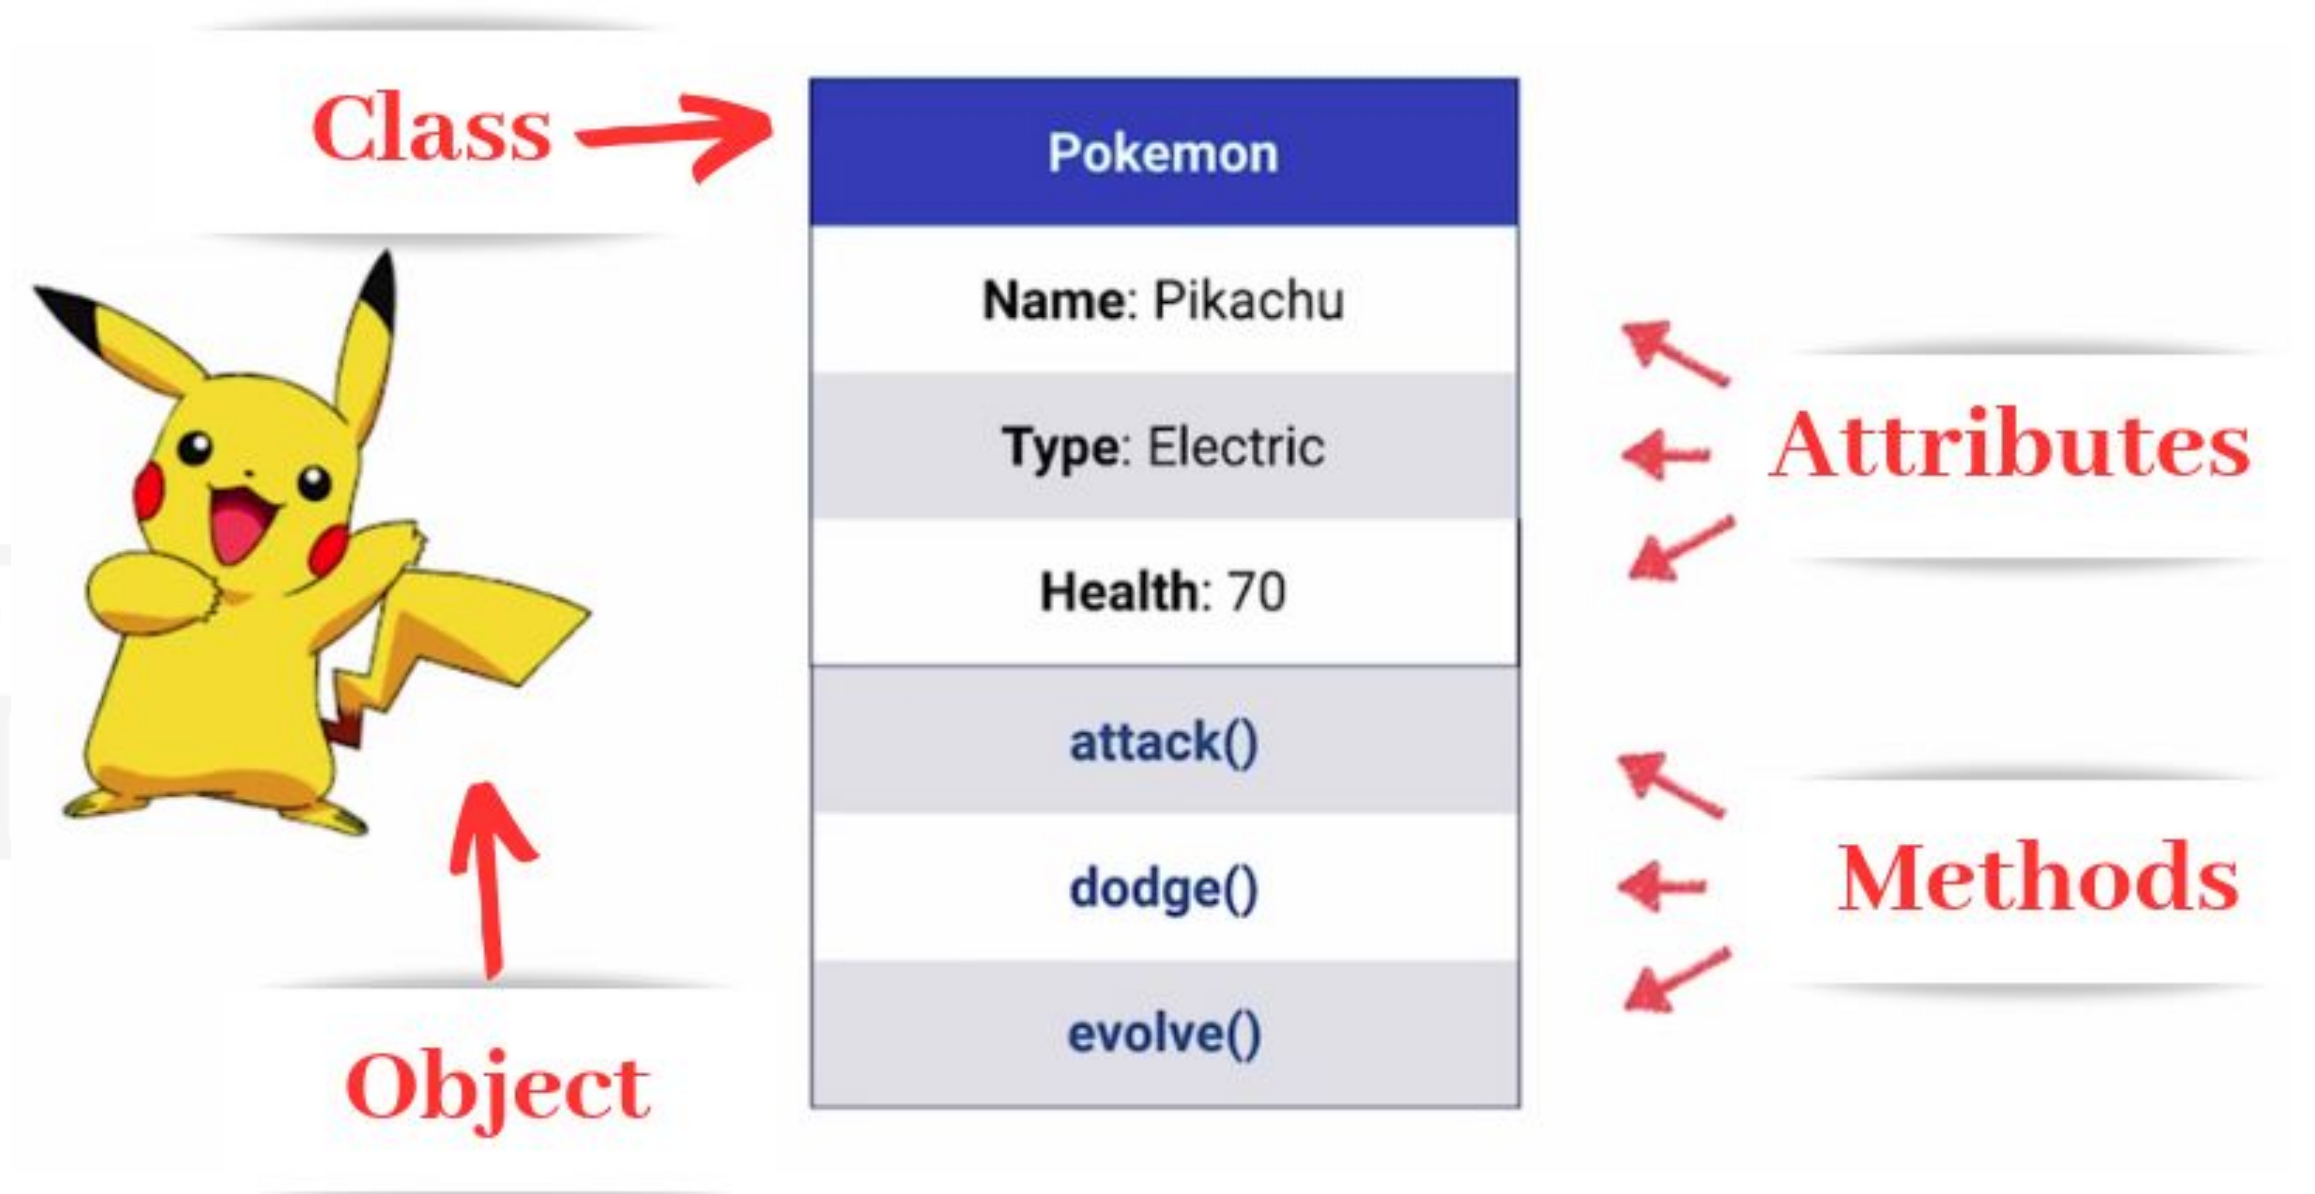 Class
Pokemon
Name: Pikachu
Type: Electric
Health: 70
Attributes
attack()
dodge()
evolve()
Methods
Object